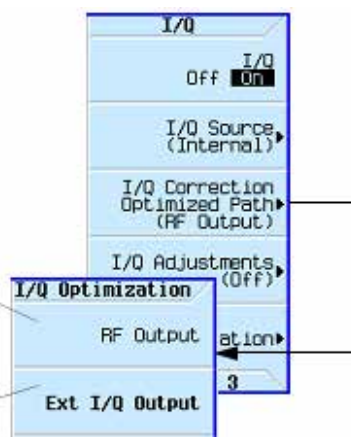 I/Q
I/Q
Off On
I/Q Source
(Internal)
I/Q Correction
Optimized Path
(RF Output)
I/Q Adjustments
(Off)
I/Q Optimization
RF Output
ation
Ext I/Q Output
3